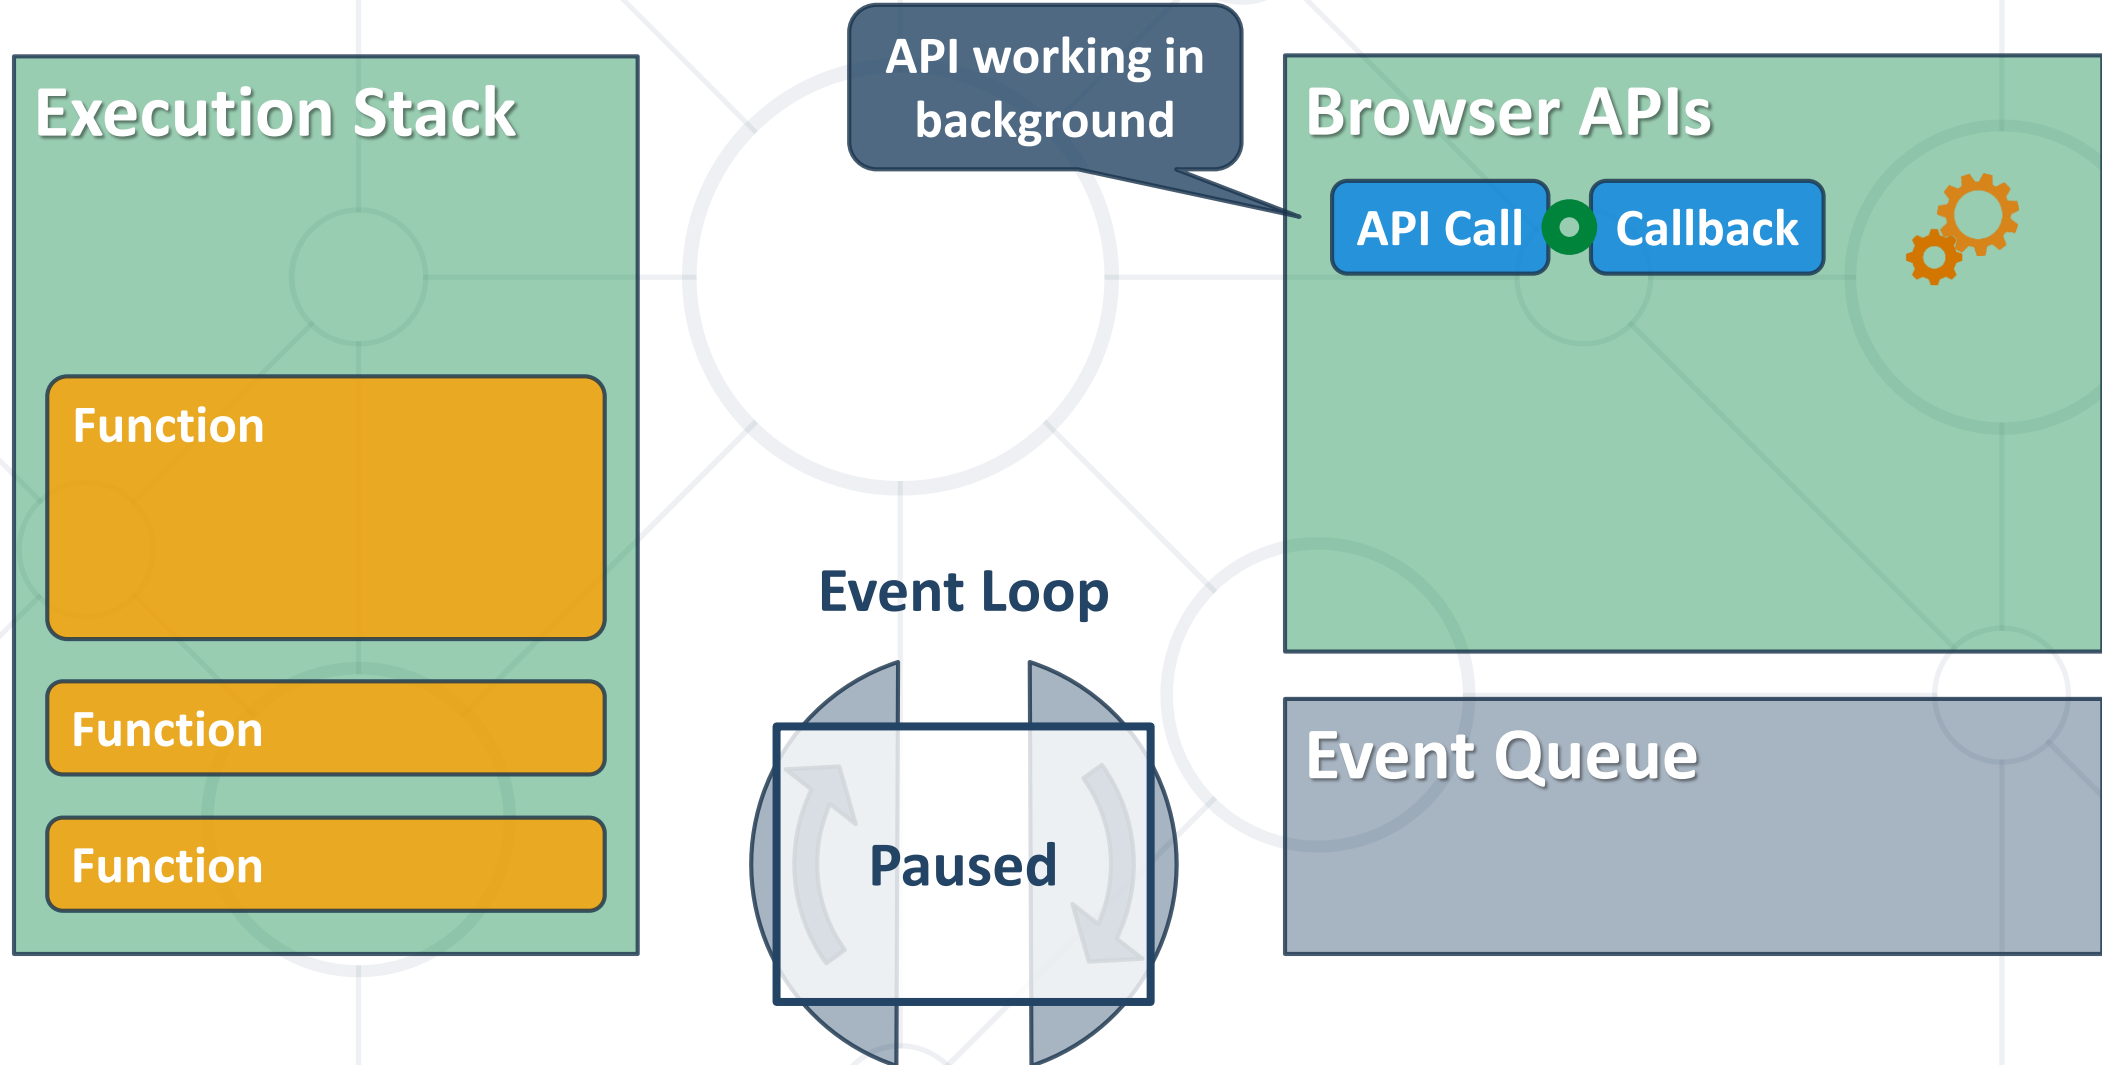 Execution Stack
Function
Function
Function
API working in
background
Event Loop
Paused
Browser APIs
API Call
Callback
Event Queue